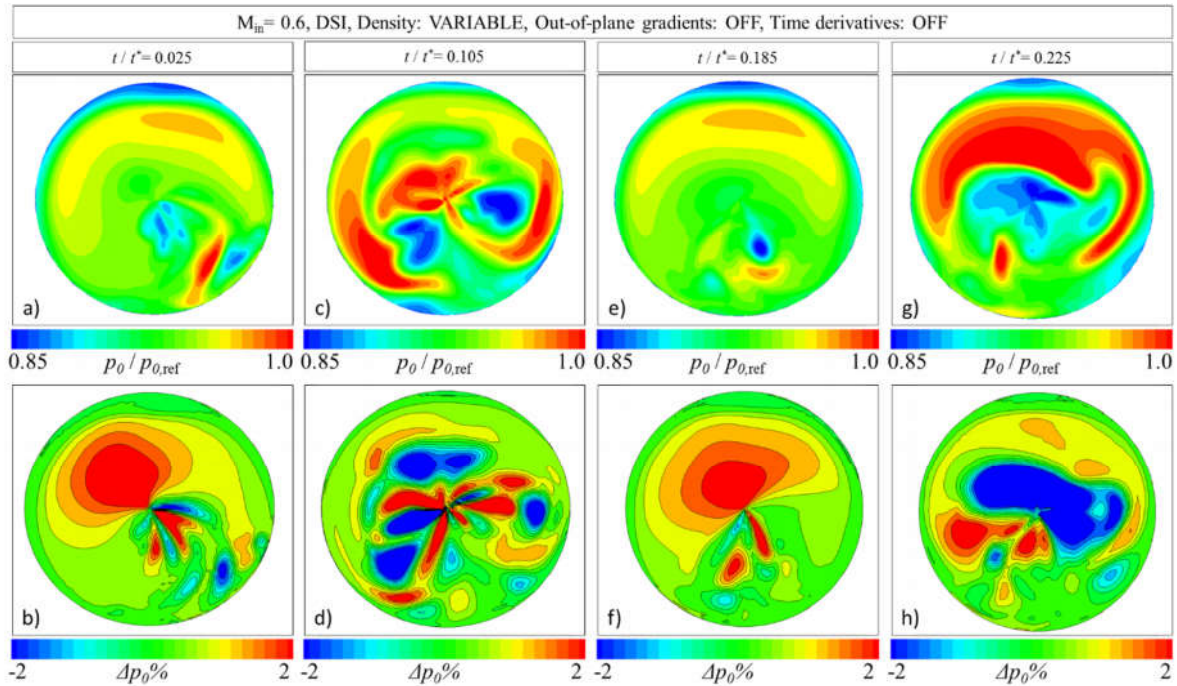 M_in= 0.6, DSI, Density: VARIABLE, Out-of-plane gradients: OFF, Time derivatives: OFF
t / t*= 0.025
t / t*= 0.105
t / t*= 0.185
t / t*= 0.225
a)
c)
e)
g)
0.85 p0 / p0,ref 1.0
0.85 p0 / p0,ref 1.0
0.85 p0 / p0,ref 1.0
0.85 p0 / p0,ref 1.0
b)
d)
f)
h)
-2 Δp0% 2
-2 Δp0% 2
-2 Δp0% 2
-2 Δp0% 2